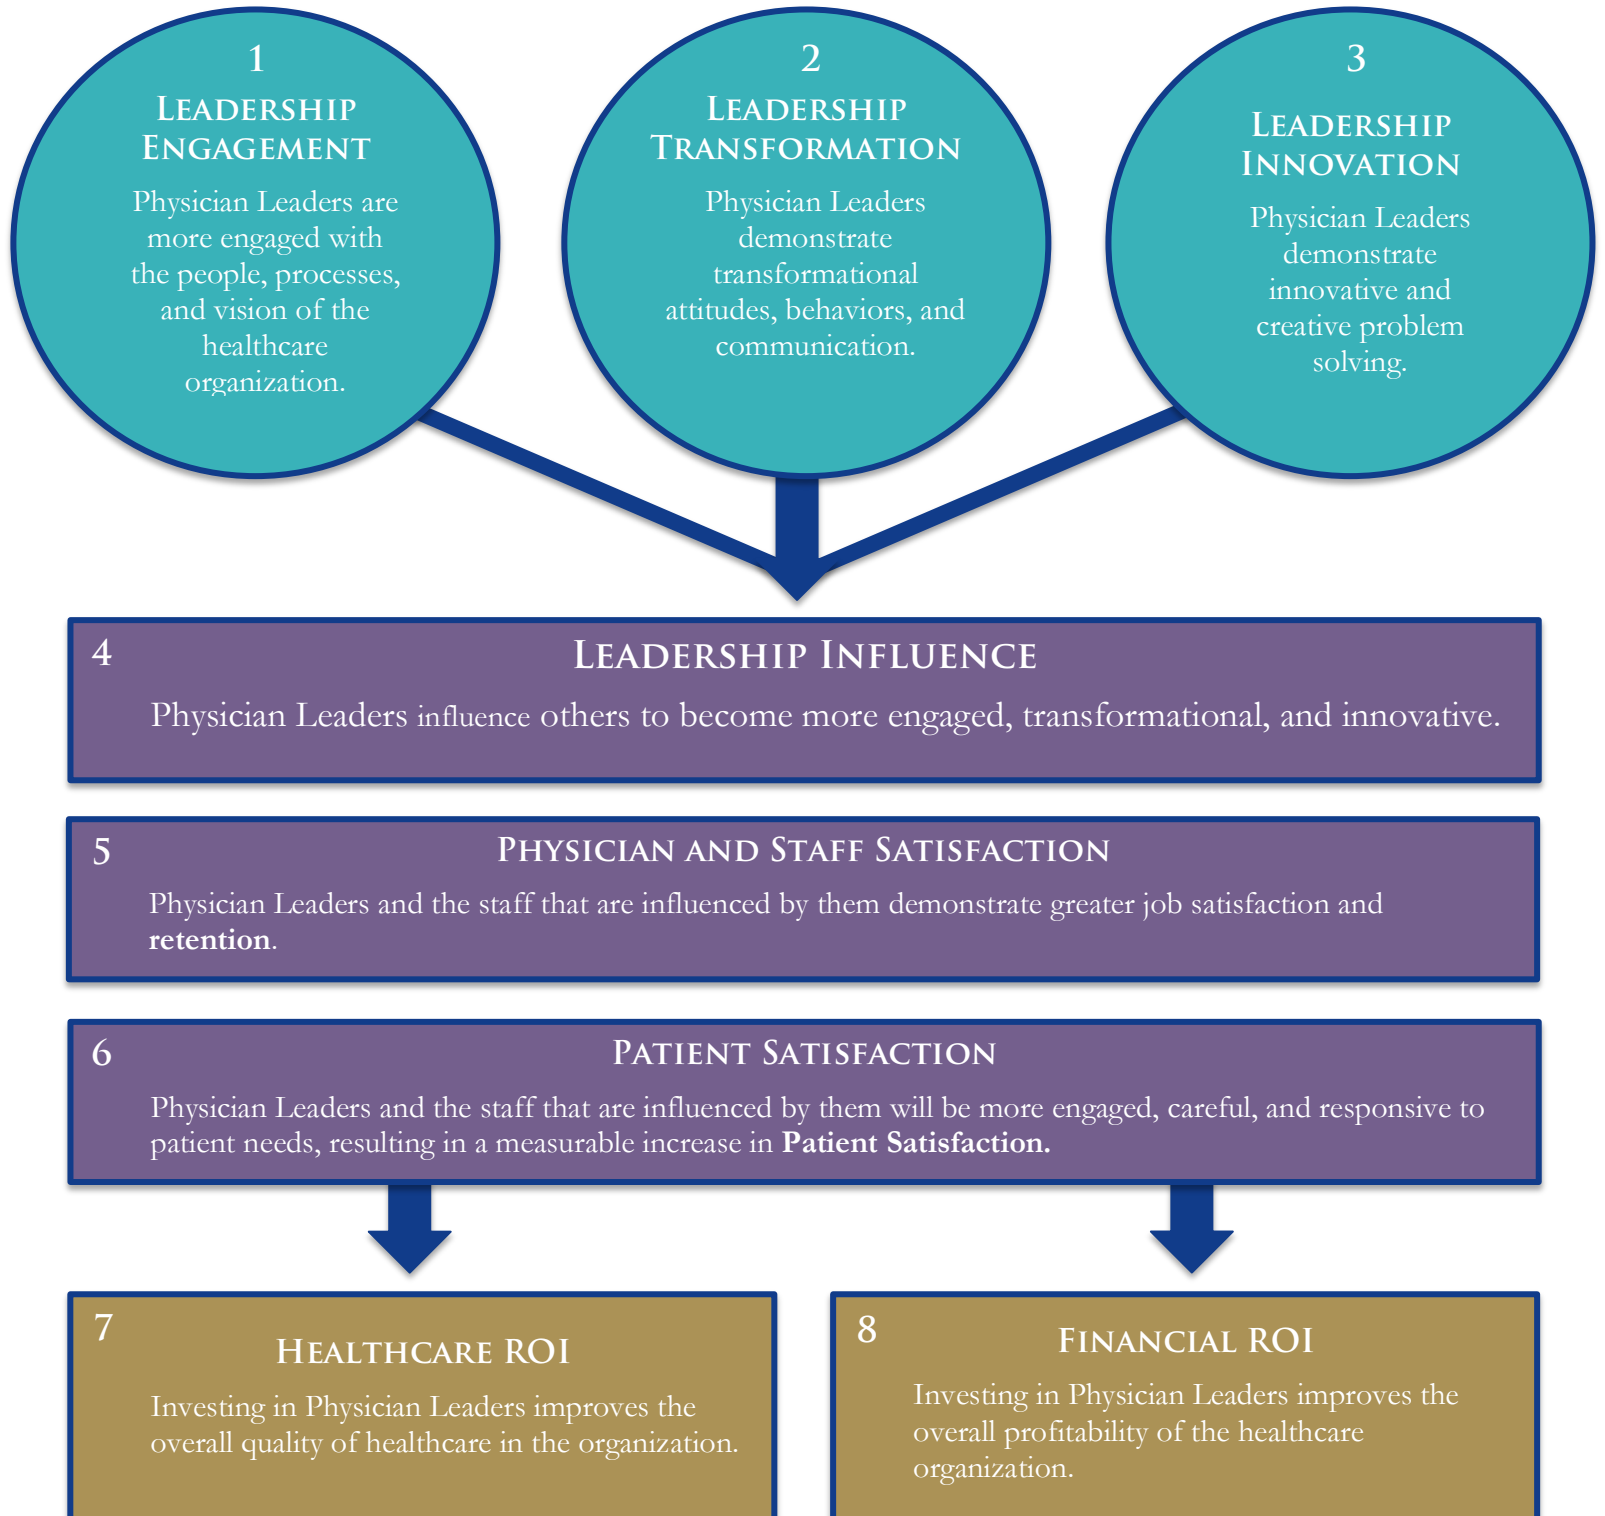 1
LEADERSHIP
ENGAGEMENT
Physician Leaders are
more engaged with
the people, processes,
and vision of the
healthcare
organization.
2
LEADERSHIP
TRANSFORMATION
Physician Leaders
demonstrate
transformational
attitudes, behaviors, and
communication.
3
LEADERSHIP
INNOVATION
Physician Leaders
demonstrate
innovative and
creative problem
solving.
4
LEADERSHIP INFLUENCE
Physician Leaders influence others to become more engaged, transformational, and innovative.
5
PHYSICIAN AND STAFF SATISFACTION
Physician Leaders and the staff that are influenced by them demonstrate greater job satisfaction and
retention.
6
PATIENT SATISFACTION
Physician Leaders and the staff that are influenced by them will be more engaged, careful, and responsive to
patient needs, resulting in a measurable increase in Patient Satisfaction.
7
HEALTHCARE ROI
Investing in Physician Leaders improves the
overall quality of healthcare in the organization.
8
FINANCIAL ROI
Investing in Physician Leaders improves the
overall profitability of the healthcare
organization.